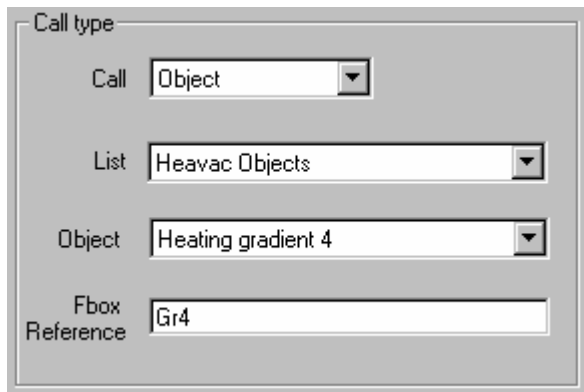 Call type
Call Object
List Heavac Objects
Object Heating gradient 4
Fbox
Reference Gr4